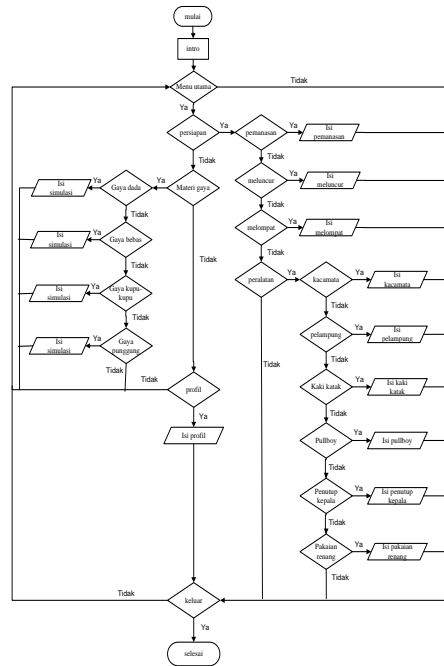 mulai
intro
Menu utama
Tidak
Ya
persiapan
Ya
pemanasan
Ya
Isi
pemanasan
Tidak
Tidak
Isi
simulasi
Ya
Gaya dada
Ya
Materi gaya
meluncur
Ya
Isi
meluncur
Tidak
Tidak
Isi
simulasi
Ya
Gaya bebas
Tidak
melompat
Ya
Isi
melompat
Tidak
Tidak
Isi
simulasi
Ya
Gaya kupu-
kupu
peralatan
Ya
kacamata
Ya
Isi
kacamata
Tidak
Tidak
Isi
simulasi
Ya
Gaya
punggung
Tidak
pelampung
Ya
Isi
pelampung
Tidak
Tidak
Tidak
profil
Kaki katak
Ya
Isi kaki
katak
Ya
Tidak
Isi profil
Pullboy
Ya
Isi pullboy
Tidak
Penutup
kepala
Ya
Isi penutup
kepala
Tidak
Pakaian
renang
Ya
Isi pakaian
renang
Tidak
Tidak
keluar
Ya
selesai